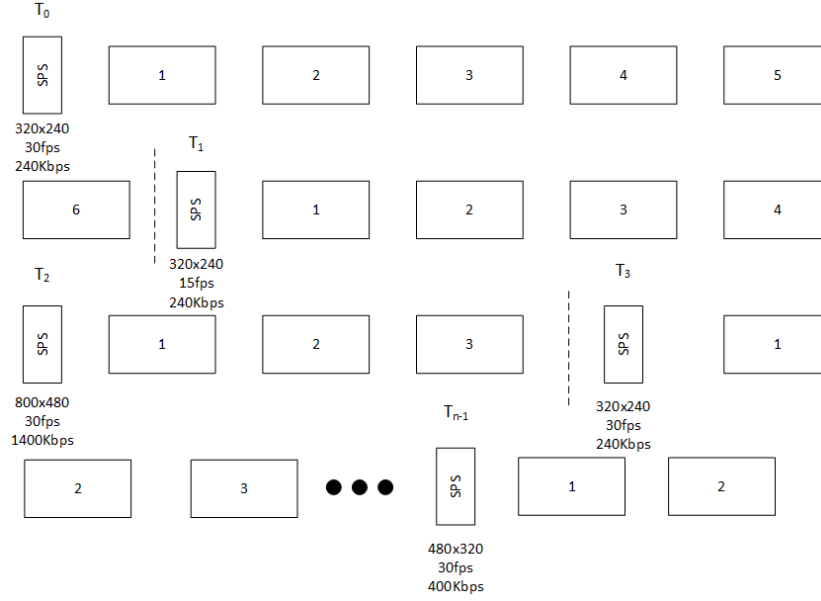 T0
SPS 1 2 3 4 5
320x240
30fps
240Kbps
T1
6 SPS 1 2 3 4
320x240
15fps
240Kbps
T2 T3
SPS 1 2 3 SPS 1
800x480 320x240
30fps 30fps
1400Kbps 240Kbps
Tn-1
2 3 SPS 1 2
480x320
30fps
400Kbps